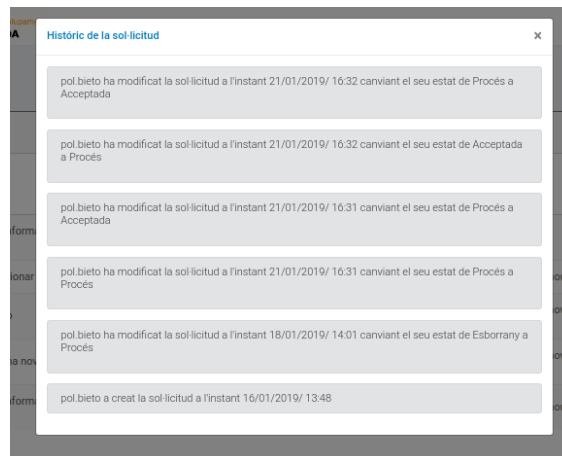 Històric de la sol·licitud ×
pol.bieto ha modificat la sol·licitud a l'instant 21/01/2019/ 16:32 canviant el seu estat de Procés a
Acceptada
pol.bieto ha modificat la sol·licitud a l'instant 21/01/2019/ 16:32 canviant el seu estat de Acceptada
a Procés
pol.bieto ha modificat la sol·licitud a l'instant 21/01/2019/ 16:31 canviant el seu estat de Procés a
Acceptada
pol.bieto ha modificat la sol·licitud a l'instant 21/01/2019/ 16:31 canviant el seu estat de Procés a
Procés
pol.bieto ha modificat la sol·licitud a l'instant 18/01/2019/ 14:01 canviant el seu estat de Esborrany a
Procés
pol.bieto a creat la sol·licitud a l'instant 16/01/2019/ 13:48